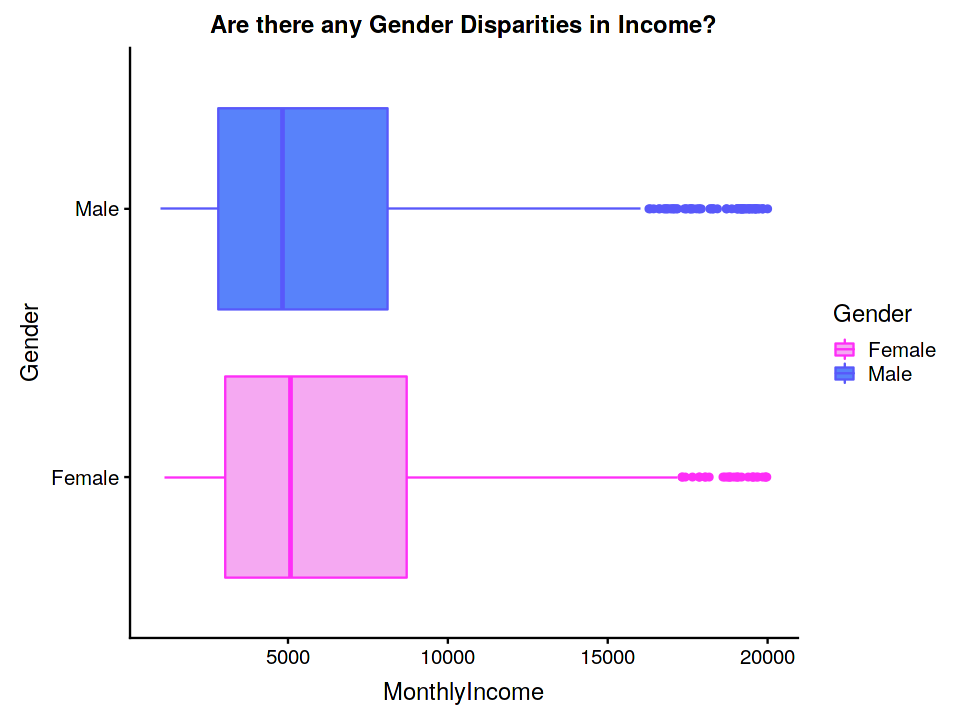 Are there any Gender Disparities in Income?
Gender
Male
Female
5000 10000 15000 20000
MonthlyIncome
Gender
Female
Male